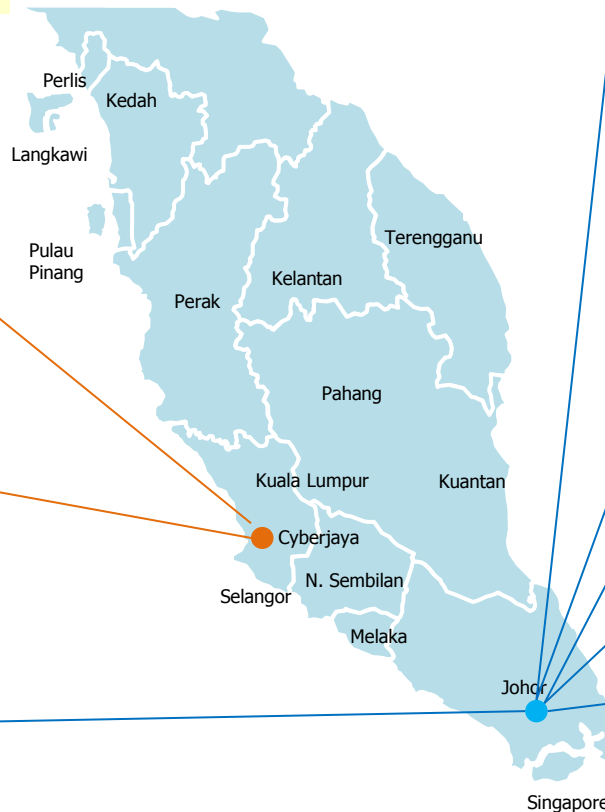 Perlis
Kedah
Langkawi
Terengganu
Pulau
Pinang
Kelantan
Perak
Pahang
Kuala Lumpur
Kuantan
Cyberjaya
N. Sembilan
Selangor
Melaka
Johor
Singapore